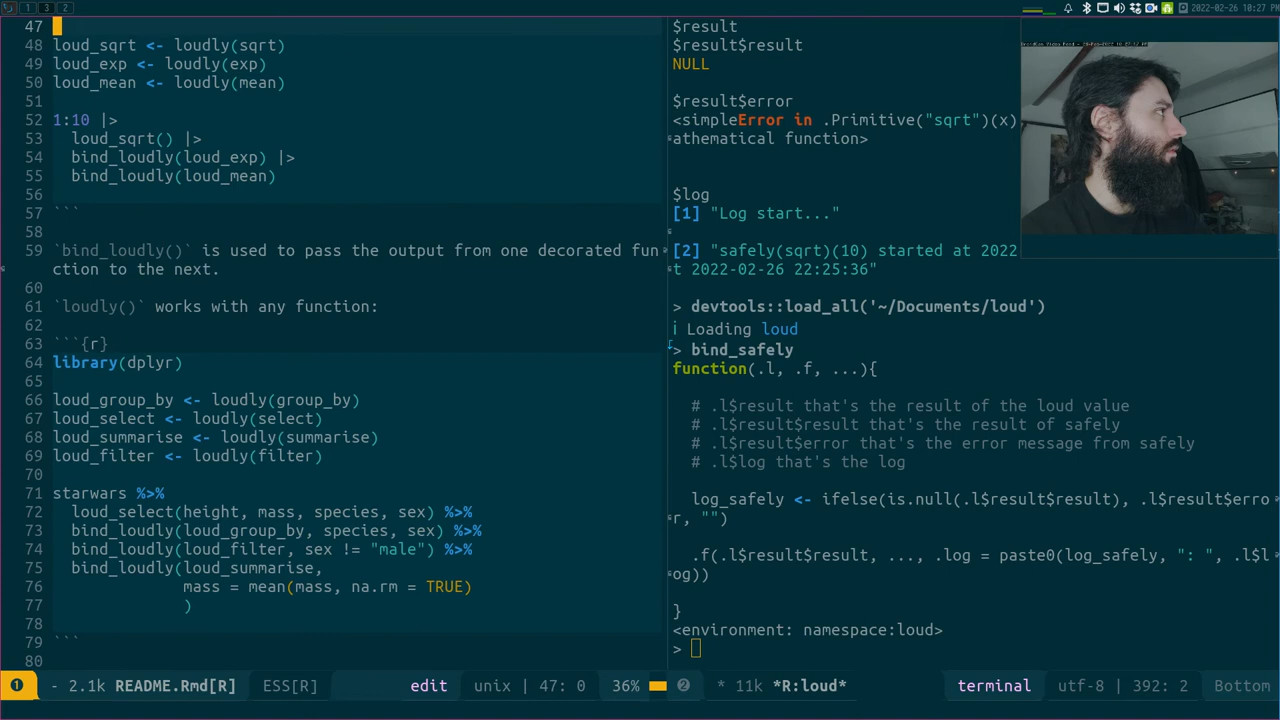 1 3 2
2022-02-26 10:27 PM
47
48 loud_sqrt <- loudly(sqrt)
49 loud_exp <- loudly(exp)
50 loud_mean <- loudly(mean)
51
52 1:10 |>
53 loud_sqrt() |>
54 bind_loudly(loud_exp) |>
55 bind_loudly(loud_mean)
56
57 ```
58
59 `bind_loudly()` is used to pass the output from one decorated fun
ction to the next.
60
61 `loudly()` works with any function:
62
63 ```{r}
64 library(dplyr)
65
66 loud_group_by <- loudly(group_by)
67 loud_select <- loudly(select)
68 loud_summarise <- loudly(summarise)
69 loud_filter <- loudly(filter)
70
71 starwars %>%
72 loud_select(height, mass, species, sex) %>%
73 bind_loudly(loud_group_by, species, sex) %>%
74 bind_loudly(loud_filter, sex != "male") %>%
75 bind_loudly(loud_summarise,
76 mass = mean(mass, na.rm = TRUE)
77 )
78
79 ```
80
1 - 2.1k README.Rmd[R] ESS[R] edit unix | 47: 0 36%
$result
$result$result
NULL
$result$error
<simpleError in .Primitive("sqrt")(x)
athematical function>
$log
[1] "Log start..."
[2] "safely(sqrt)(10) started at 2022
t 2022-02-26 22:25:36"
> devtools::load_all('~/Documents/loud')
i Loading loud
> bind_safely
function(.l, .f, ...){
# .l$result that's the result of the loud value
# .l$result$result that's the result of safely
# .l$result$error that's the error message from safely
# .l$log that's the log
log_safely <- ifelse(is.null(.l$result$result), .l$result$erro
r, "")
.f(.l$result$result, ..., .log = paste0(log_safely, ": ", .l$l
og))
}
<environment: namespace:loud>
>
2 * 11k *R:loud* terminal utf-8 | 392: 2 Bottom